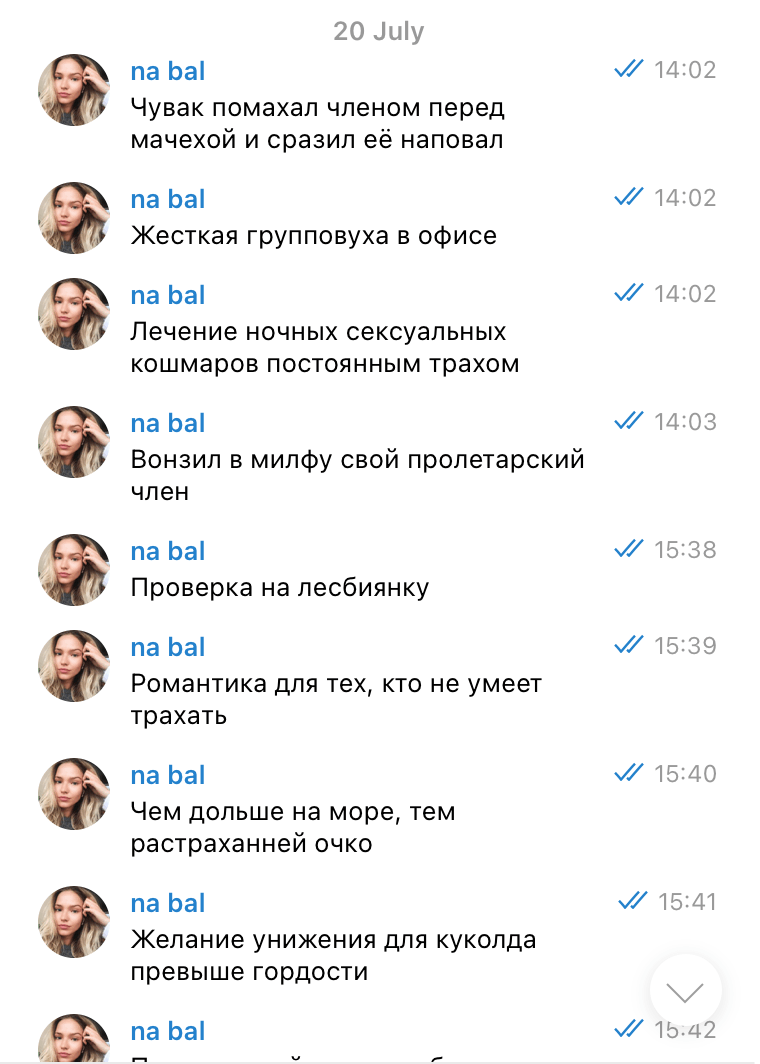 20 July
na bal 14:02
Чувак помахал членом перед
мачехой и сразил её наповал
na bal 14:02
Жесткая групповуха в офисе
na bal 14:02
Лечение ночных сексуальных
кошмаров постоянным трахом
na bal 14:03
Вонзил в милфу свой пролетарский
член
na bal 15:38
Проверка на лесбиянку
na bal 15:39
Романтика для тех, кто не умеет
трахать
na bal 15:40
Чем дольше на море, тем
растраханней очко
na bal 15:41
Желание унижения для куколда
превыше гордости
na bal 15:42